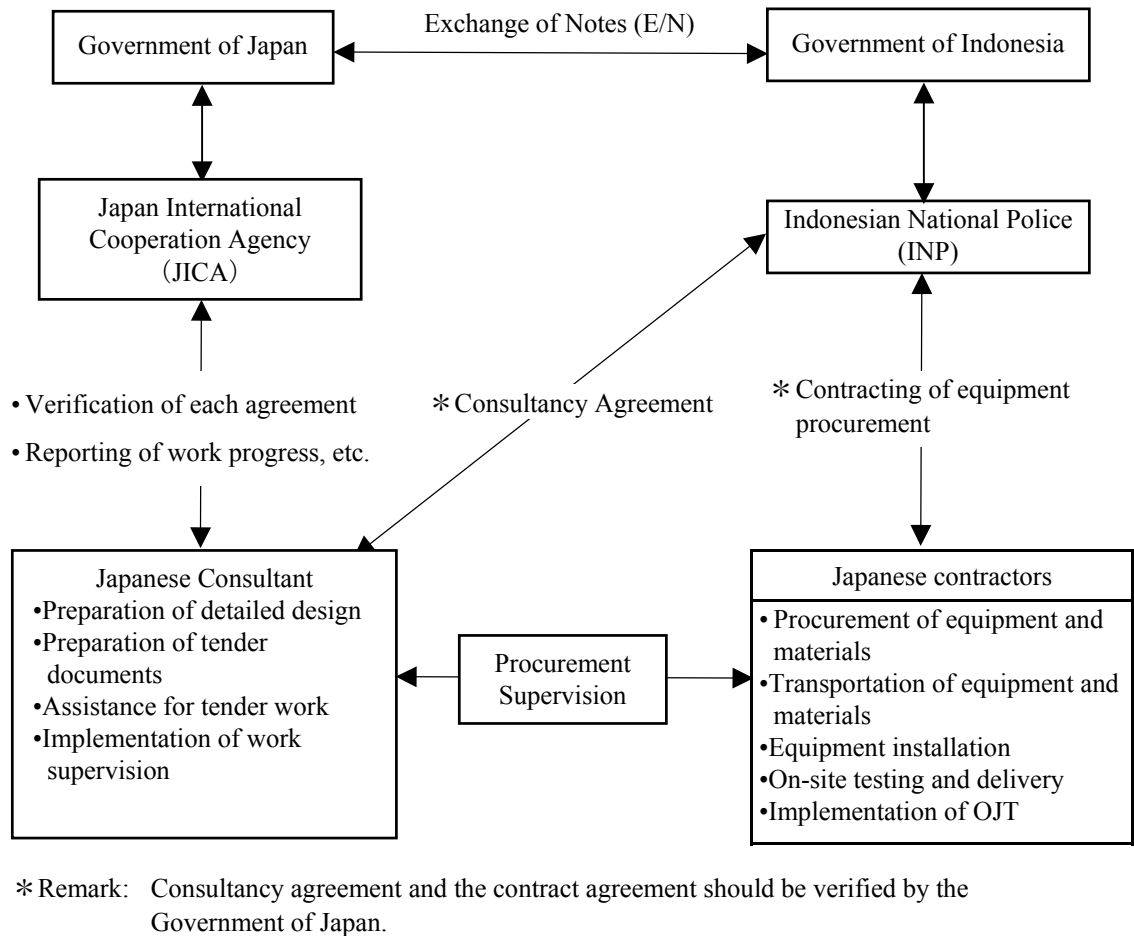 Exchange of Notes (E/N)
Government of Japan
Government of Indonesia
Japan International
Cooperation Agency
（JICA）
Indonesian National Police
(INP)
• Verification of each agreement
• Reporting of work progress, etc.
＊Consultancy Agreement
＊Contracting of equipment
procurement
Japanese Consultant
•Preparation of detailed design
•Preparation of tender
documents
•Assistance for tender work
•Implementation of work
supervision
Procurement
Supervision
Japanese contractors
• Procurement of equipment and
materials
•Transportation of equipment and
materials
•Equipment installation
•On-site testing and delivery
•Implementation of OJT
＊Remark: Consultancy agreement and the contract agreement should be verified by the
Government of Japan.